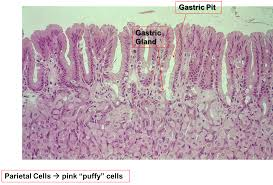 Gastric Pit
Gastric
Gland
Parietal Cells → pink “puffy” cells